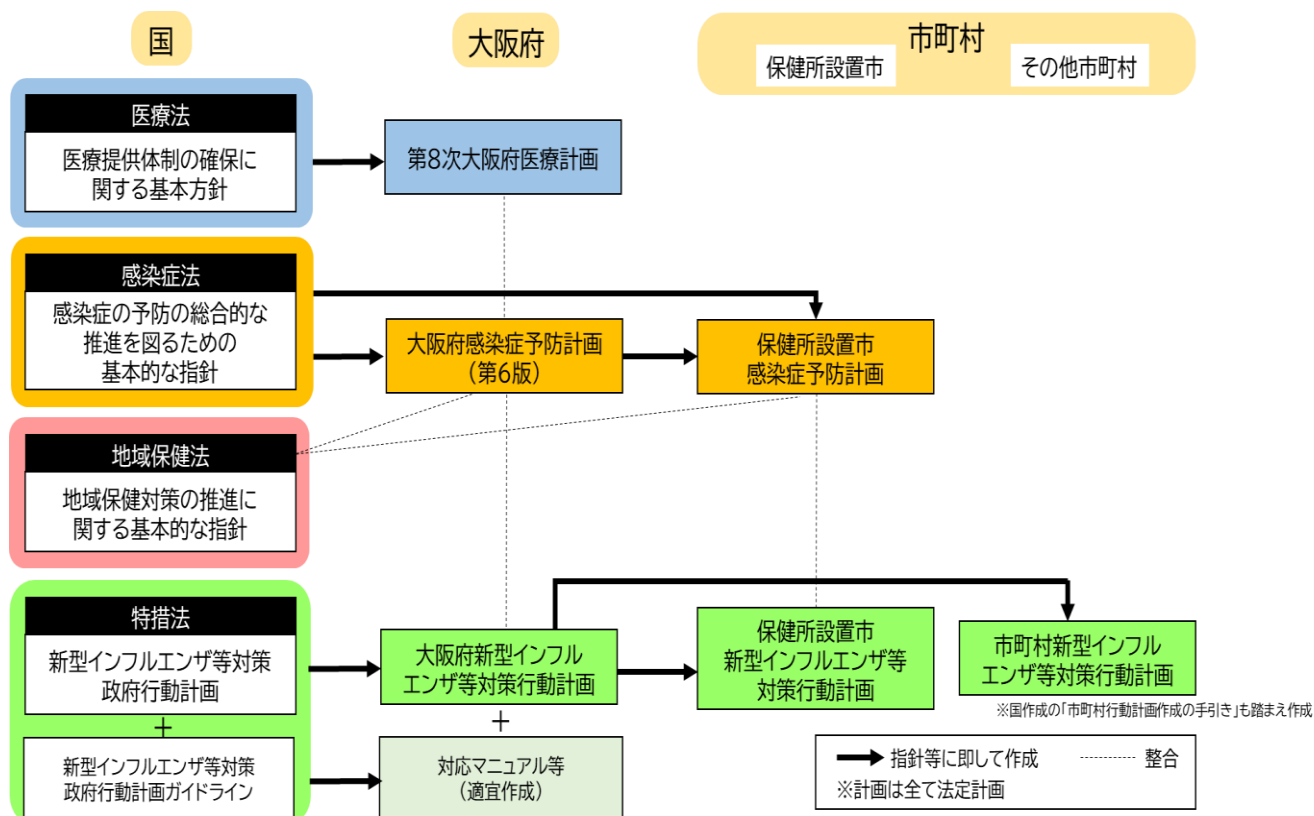 国
大阪府
市町村
保健所設置市
その他市町村
医療法
医療提供体制の確保に
関する基本方針
第8次大阪府医療計画
感染症法
感染症の予防の総合的な
推進を図るための
基本的な指針
大阪府感染症予防計画
（第6版）
保健所設置市
感染症予防計画
地域保健法
地域保健対策の推進に
関する基本的な指針
特措法
新型インフルエンザ等対策
政府行動計画
+
新型インフルエンザ等対策
政府行動計画ガイドライン
大阪府新型インフル
エンザ等対策行動計画
+
対応マニュアル等
（適宜作成）
保健所設置市
新型インフルエンザ等
対策行動計画
市町村新型インフル
エンザ等対策行動計画
※国作成の「市町村行動計画作成の手引き」も踏まえ作成
指針等に即して作成
整合
※計画は全て法定計画